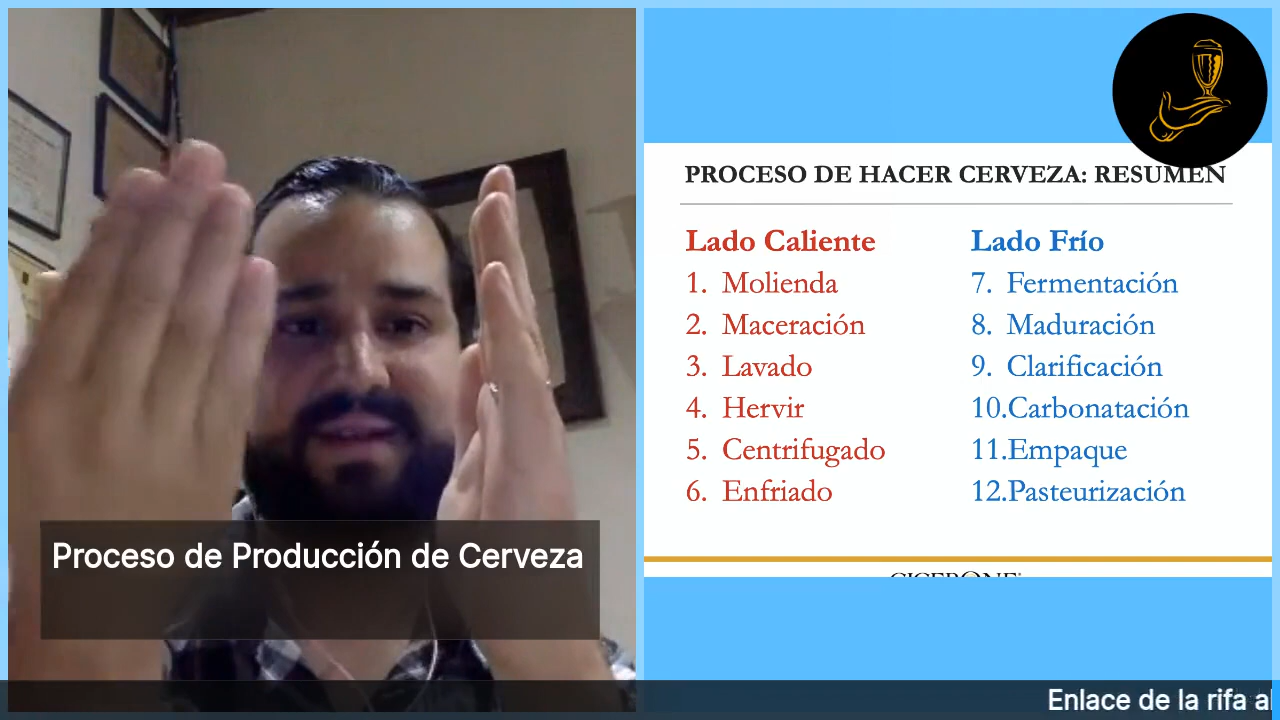 PROCESO DE HACER CERVEZA: RESUMEN
Lado Caliente
1. Molienda
2. Maceración
3. Lavado
4. Hervir
5. Centrifugado
6. Enfriado
Lado Frío
7. Fermentación
8. Maduración
9. Clarificación
10.Carbonatación
11.Empaque
12.Pasteurización
CICERONE
Proceso de Producción de Cerveza
Enlace de la rifa a